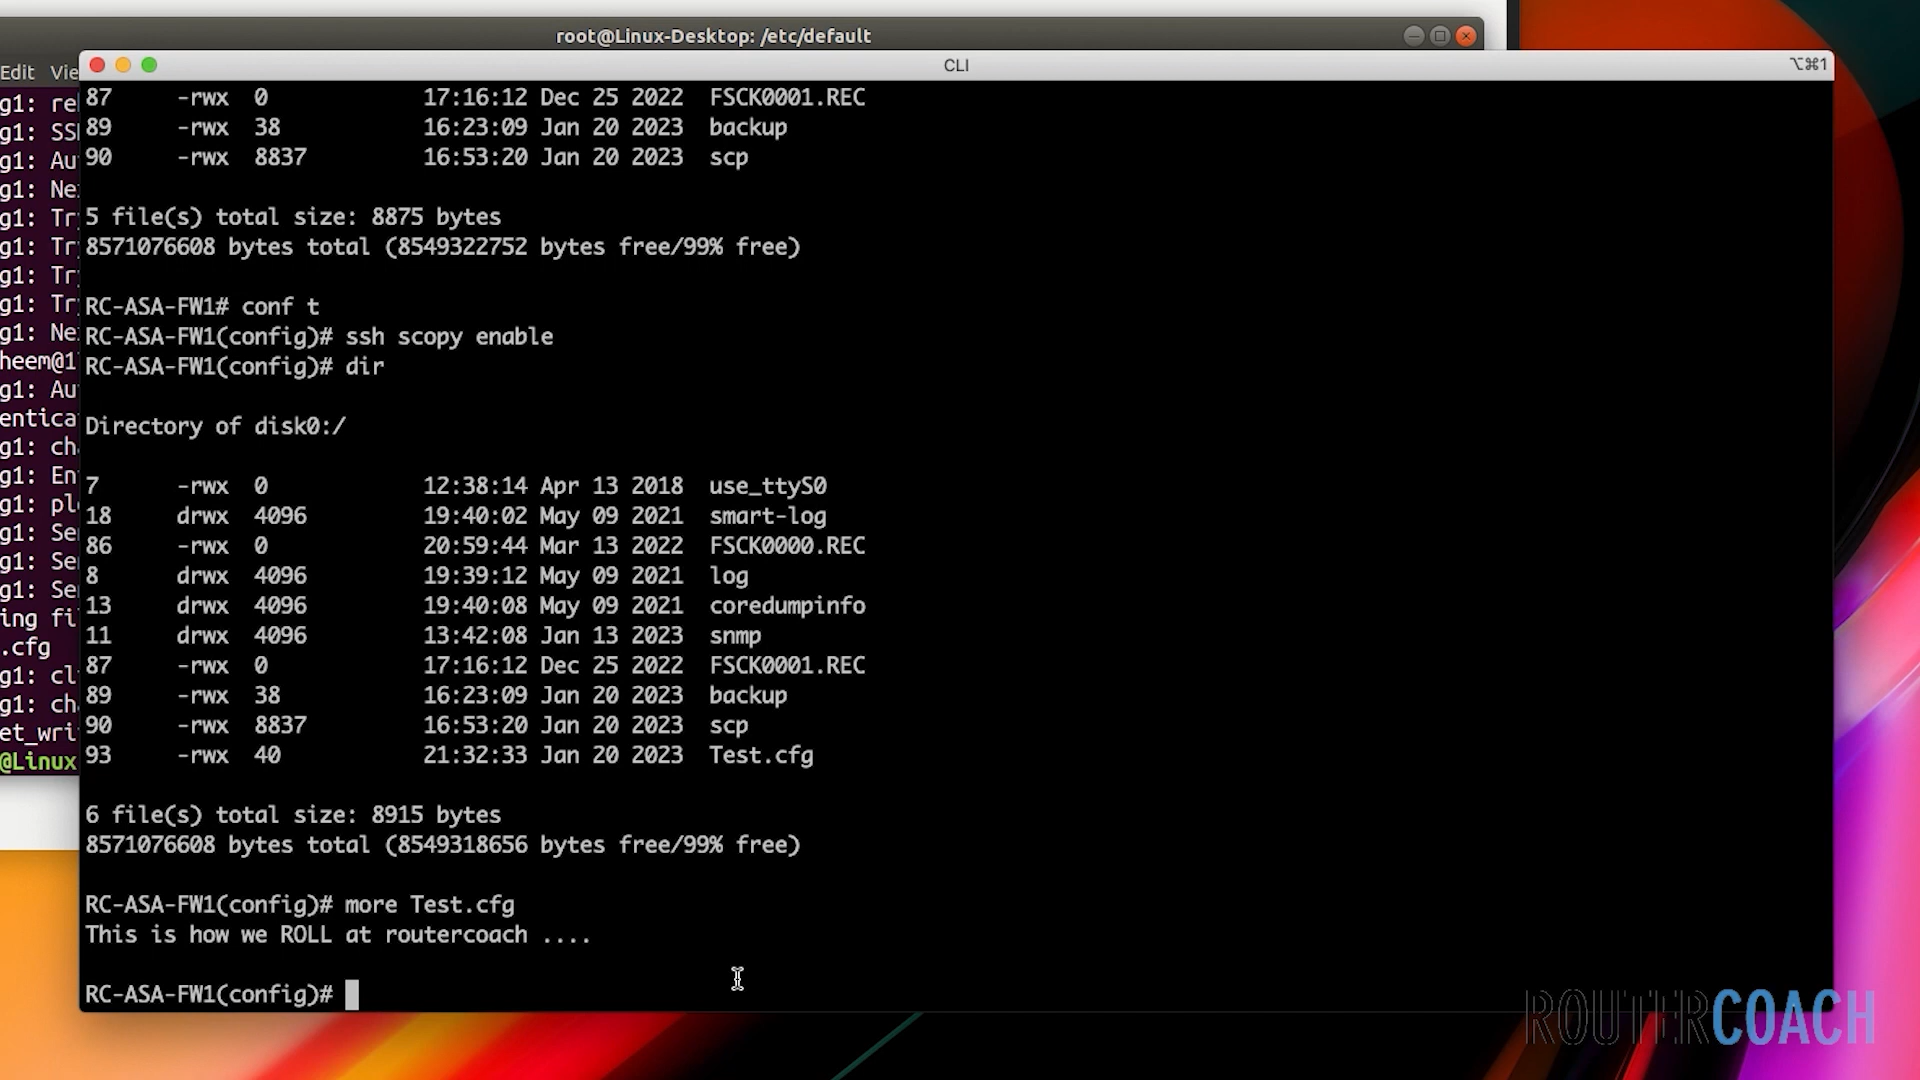 root@Linux-Desktop: /etc/default
Edit
CLI
⌥⌘1
87 -rwx 0 17:16:12 Dec 25 2022 FSCK0001.REC
89 -rwx 38 16:23:09 Jan 20 2023 backup
90 -rwx 8837 16:53:20 Jan 20 2023 scp
5 file(s) total size: 8875 bytes
8571076608 bytes total (8549322752 bytes free/99% free)
RC-ASA-FW1# conf t
RC-ASA-FW1(config)# ssh scopy enable
RC-ASA-FW1(config)# dir
Directory of disk0:/
7 -rwx 0 12:38:14 Apr 13 2018 use_ttyS0
18 drwx 4096 19:40:02 May 09 2021 smart-log
86 -rwx 0 20:59:44 Mar 13 2022 FSCK0000.REC
8 drwx 4096 19:39:12 May 09 2021 log
13 drwx 4096 19:40:08 May 09 2021 coredumpinfo
11 drwx 4096 13:42:08 Jan 13 2023 snmp
87 -rwx 0 17:16:12 Dec 25 2022 FSCK0001.REC
89 -rwx 38 16:23:09 Jan 20 2023 backup
90 -rwx 8837 16:53:20 Jan 20 2023 scp
93 -rwx 40 21:32:33 Jan 20 2023 Test.cfg
6 file(s) total size: 8915 bytes
8571076608 bytes total (8549318656 bytes free/99% free)
RC-ASA-FW1(config)# more Test.cfg
This is how we ROLL at routercoach ....
RC-ASA-FW1(config)#
ROUTERCOACH